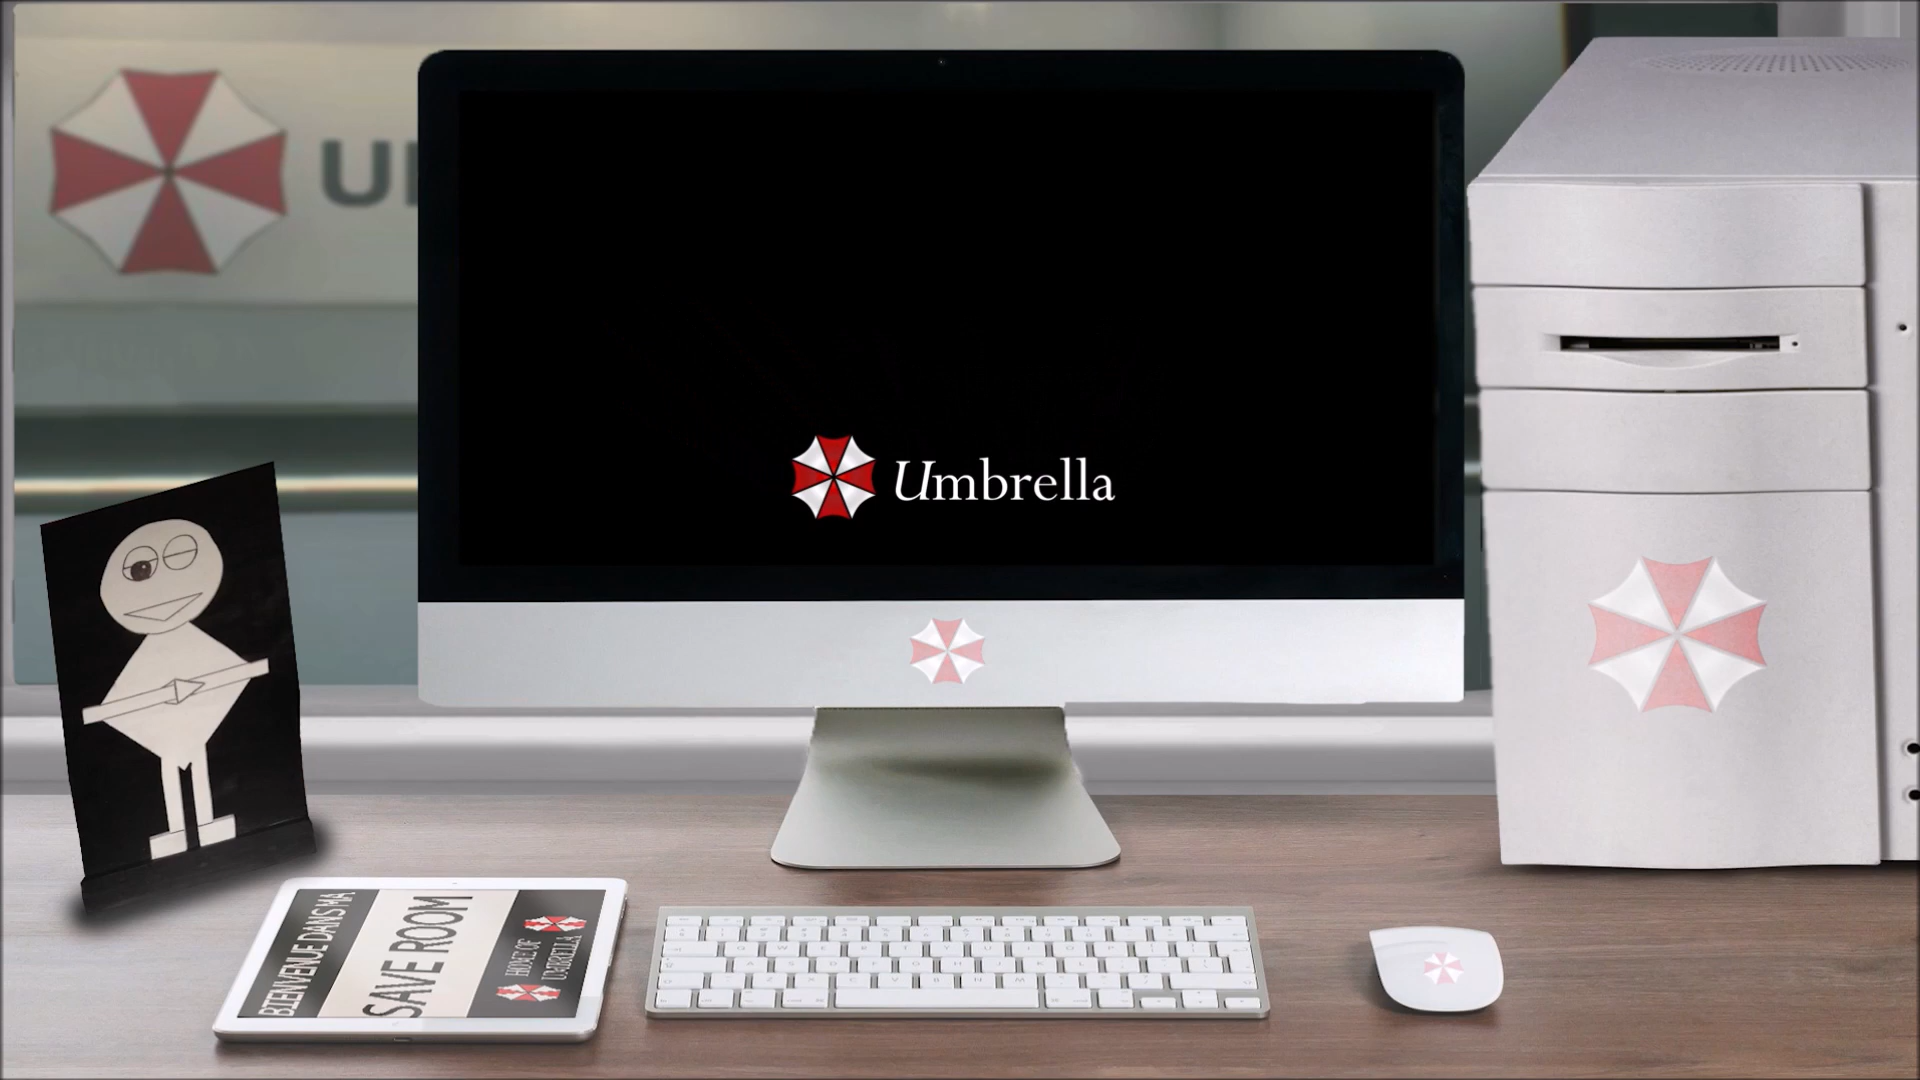 U
Umbrella
BIENVENUE DANS MA
SAVE ROOM
HOME OF
UMBRELLA